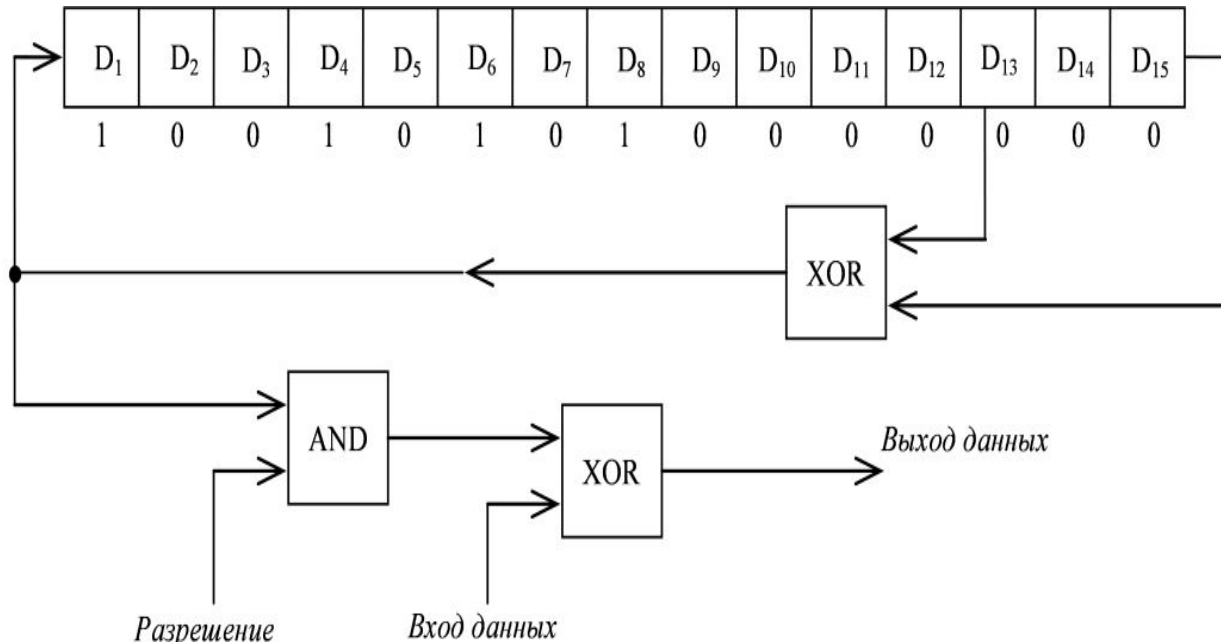 D₁ D₂ D₃ D₄ D₅ D₆ D₇ D₈ D₉ D₁₀ D₁₁ D₁₂ D₁₃ D₁₄ D₁₅
1 0 0 1 0 1 0 1 0 0 0 0 0 0 0
XOR
AND
XOR
Выход данных
Разрешение
Вход данных